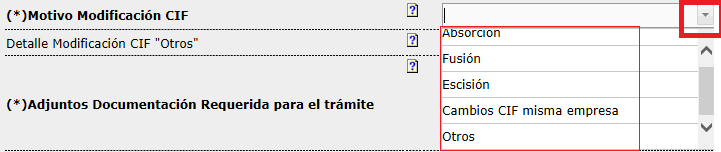 (*)Motivo Modificación CIF
Absorción
Detalle Modificación CIF "Otros"
Fusión
Escisión
(*)Adjuntos Documentación Requerida para el trámite
Cambios CIF misma empresa
Otros